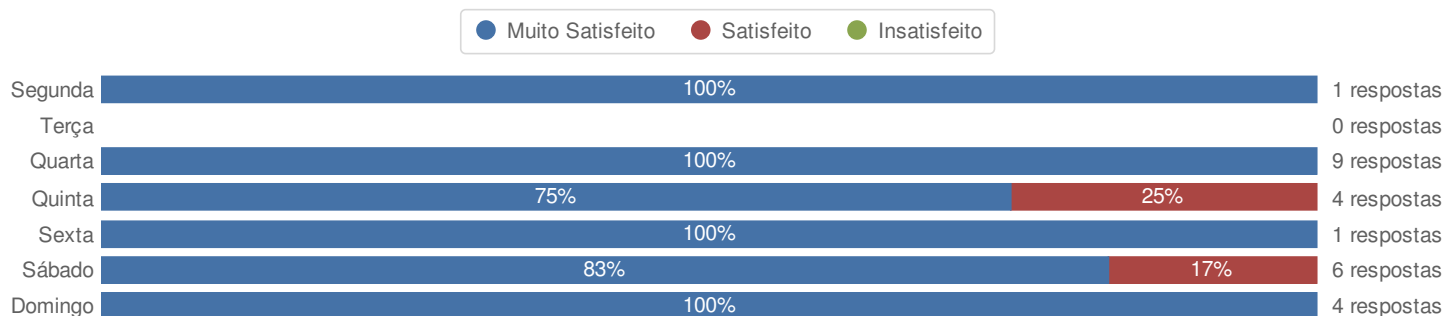 Muito Satisfeito Satisfeito Insatisfeito
Segunda 100% 1 respostas
Terça 0 respostas
Quarta 100% 9 respostas
Quinta 75% 25% 4 respostas
Sexta 100% 1 respostas
Sábado 83% 17% 6 respostas
Domingo 100% 4 respostas